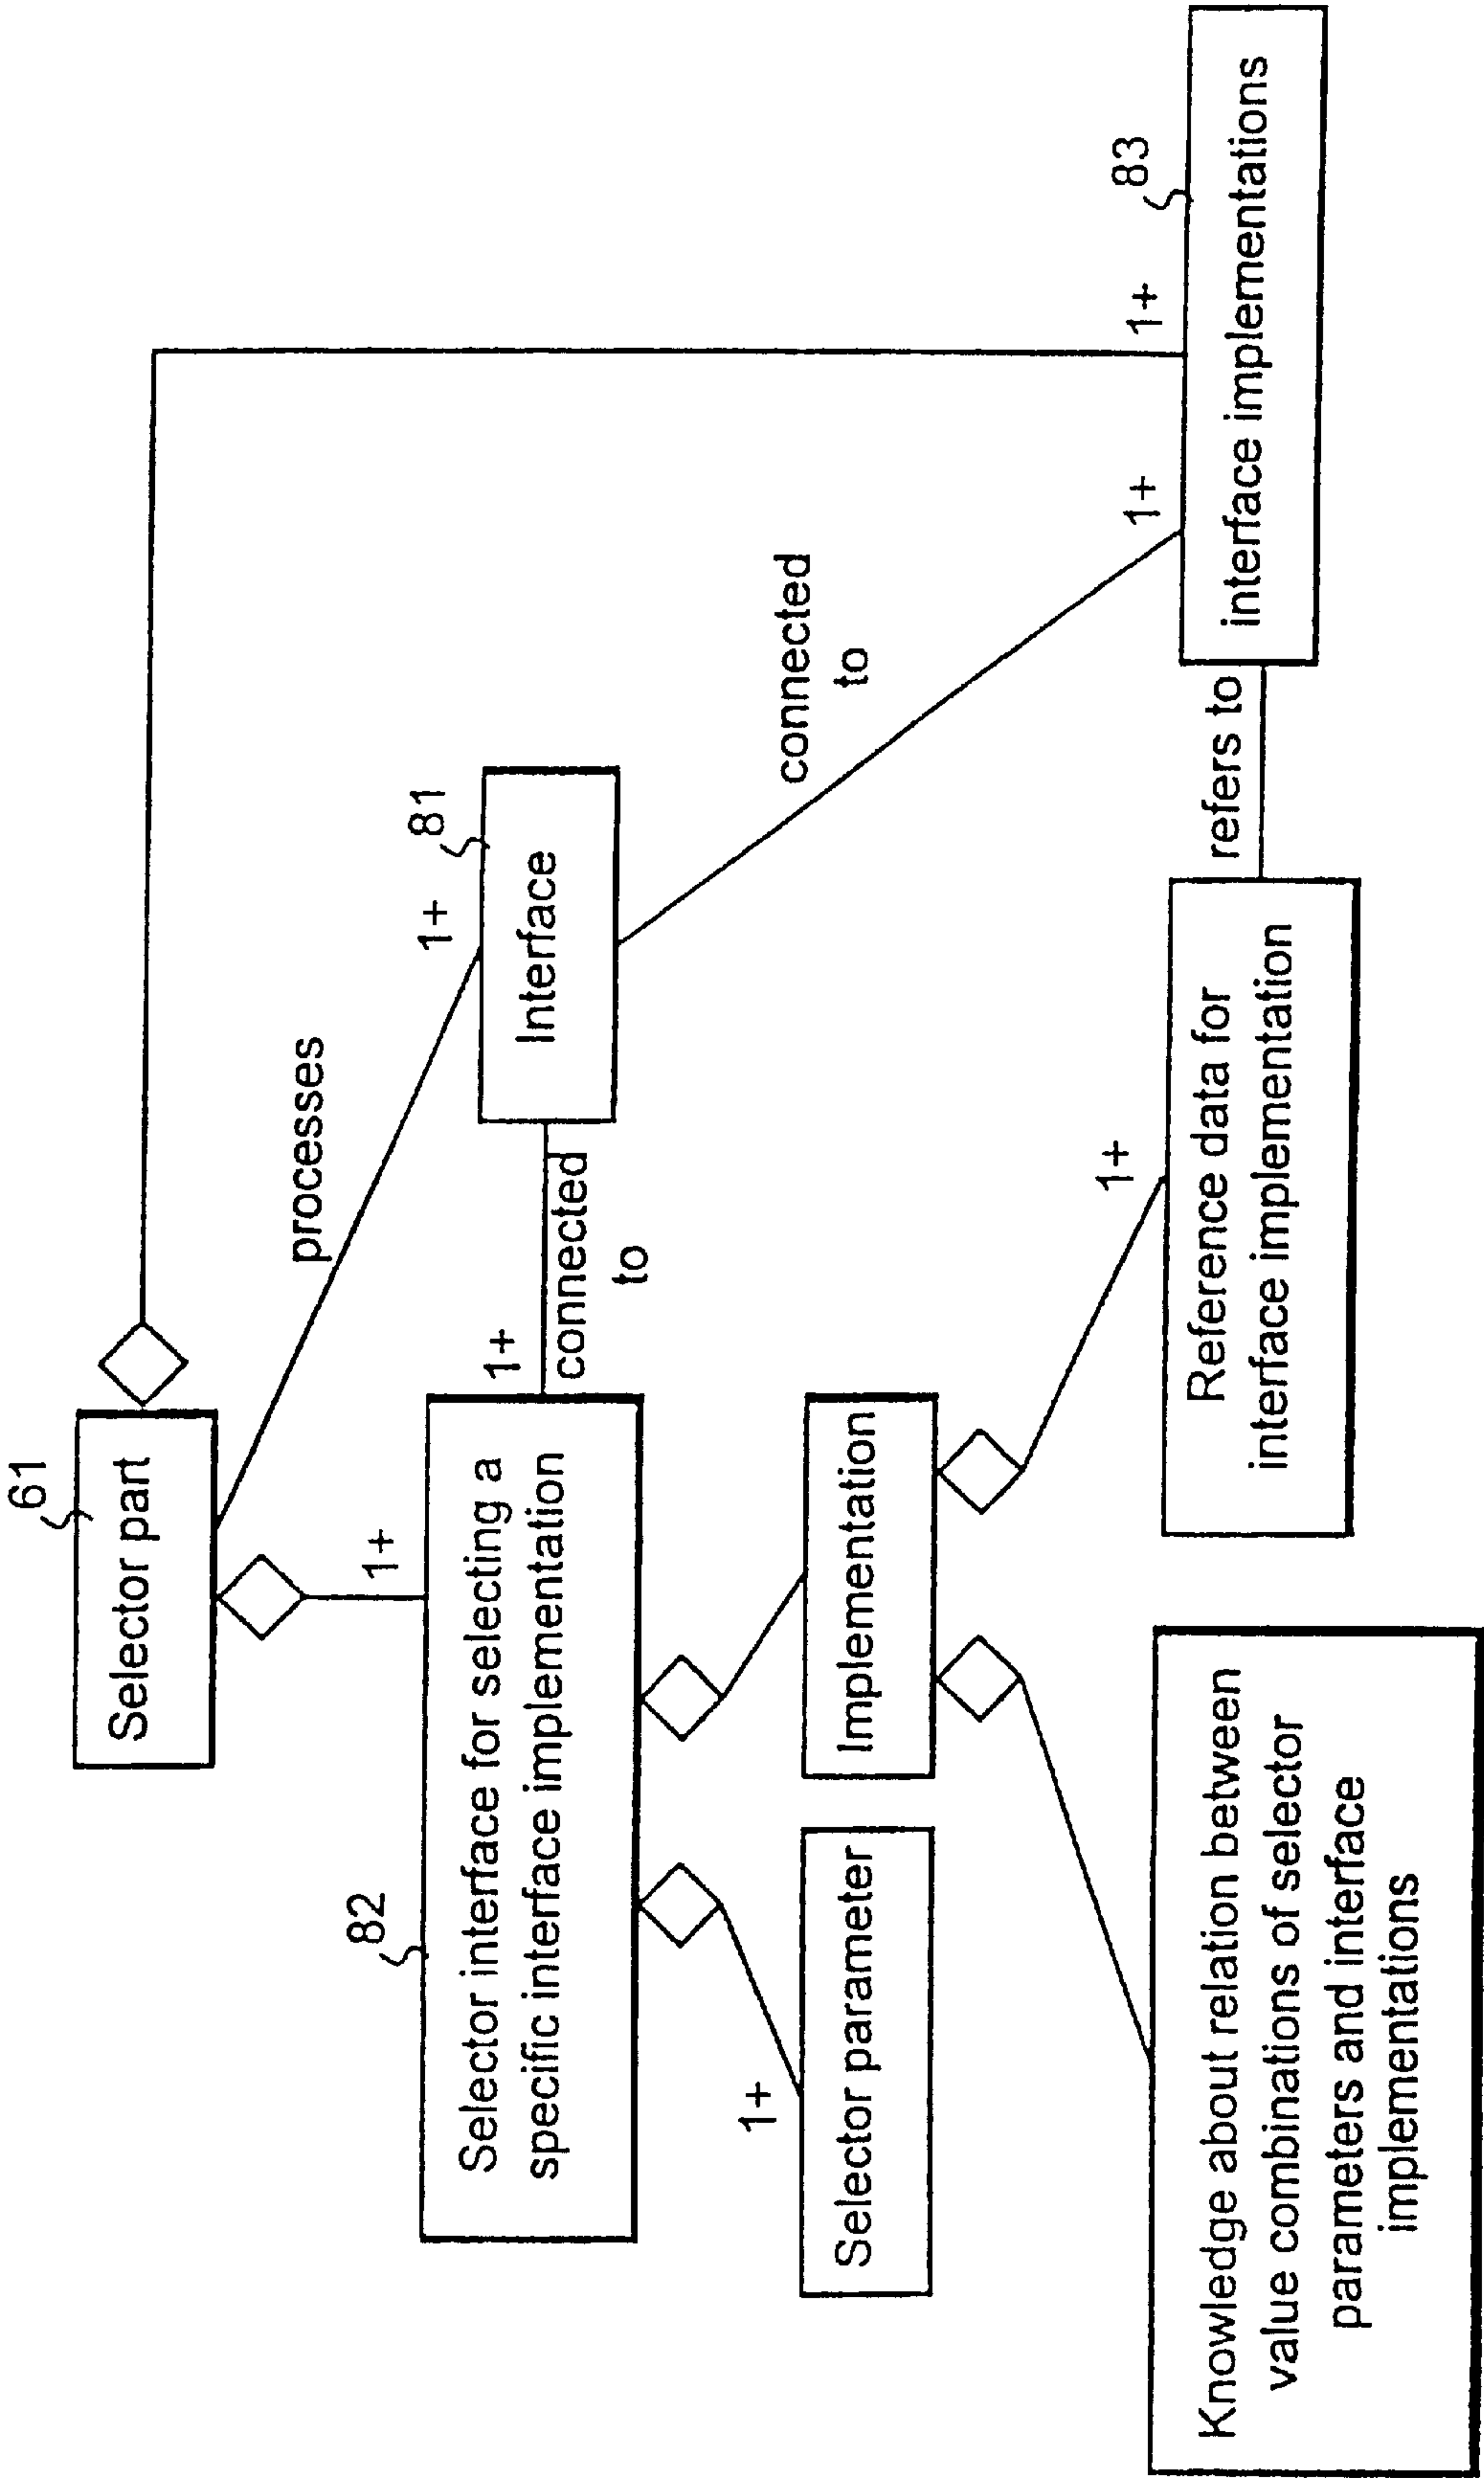 61
Selector part
processes
1+
82
Selector interface for selecting a
specific interface implementation
1+
connected
to
1+
81
Interface
connected
to
1+
Selector parameter
Implementation
1+
1+
1+
83
interface implementations
Knowledge about relation between
value combinations of selector
parameters and interface
implementations
Reference data for
interface implementation
refers to